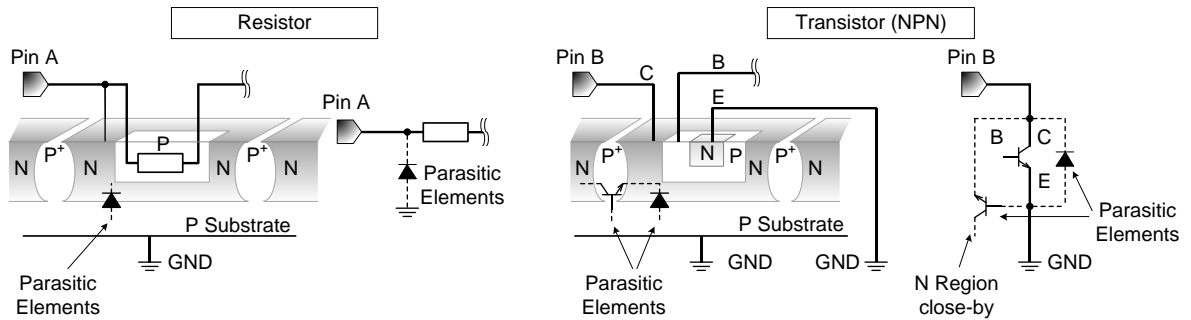 Resistor
Transistor (NPN)
Pin A
Pin A
Pin B
C
B
E
Pin B
N
P+
N
P
P+
N
N
Parasitic
Elements
P Substrate
GND
Parasitic
Elements
N
P+
N
N
P
P+
N
N
P Substrate
GND
GND
Parasitic
Elements
B
C
E
Parasitic
Elements
GND
N Region
close-by